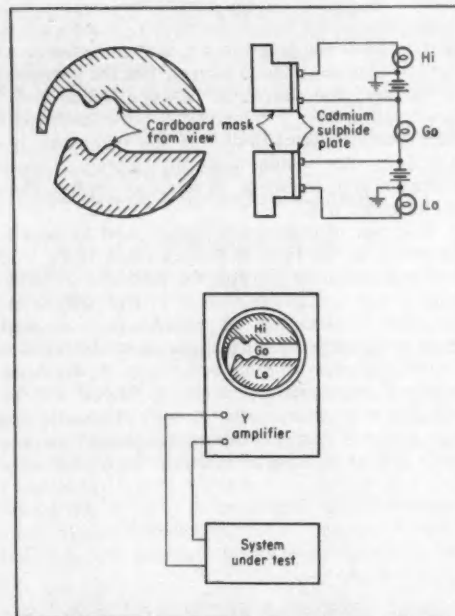 Hi
Cardboard mask
from view
Cadmium
sulphide
plate
Go
Lo
Hi
Go
Lo
Y
amplifier
System
under test